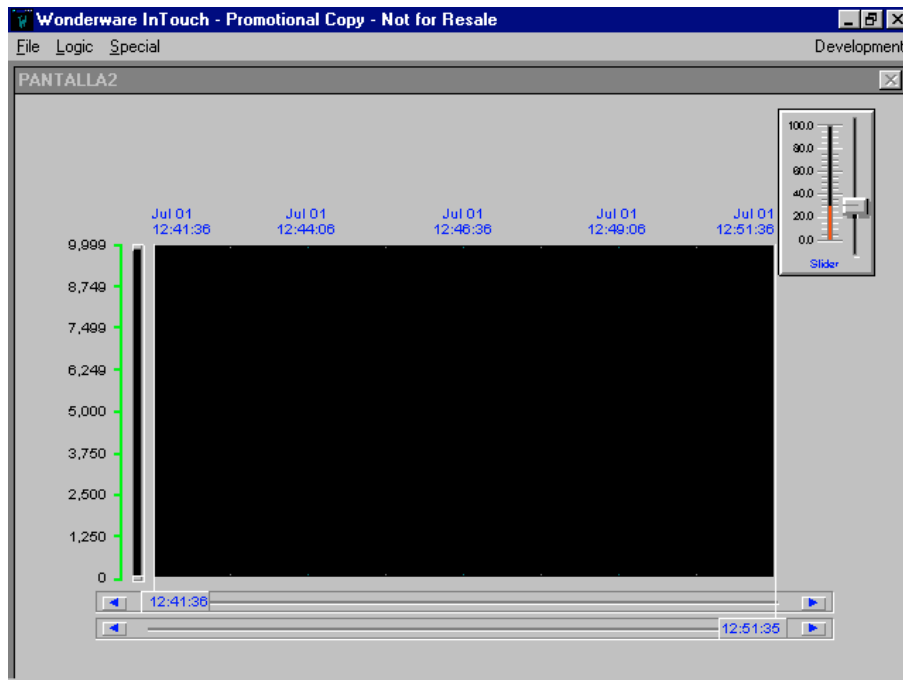 Wonderware InTouch - Promotional Copy - Not for Resale
File Logic Special Development
PANTALLA2
100.0
80.0
60.0
40.0
20.0
0.0
Slider
Jul 01 Jul 01 Jul 01 Jul 01 Jul 01
12:41:36 12:44:06 12:46:36 12:49:06 12:51:36
9,999
8,749
7,499
6,249
5,000
3,750
2,500
1,250
0
12:41:36
12:51:35